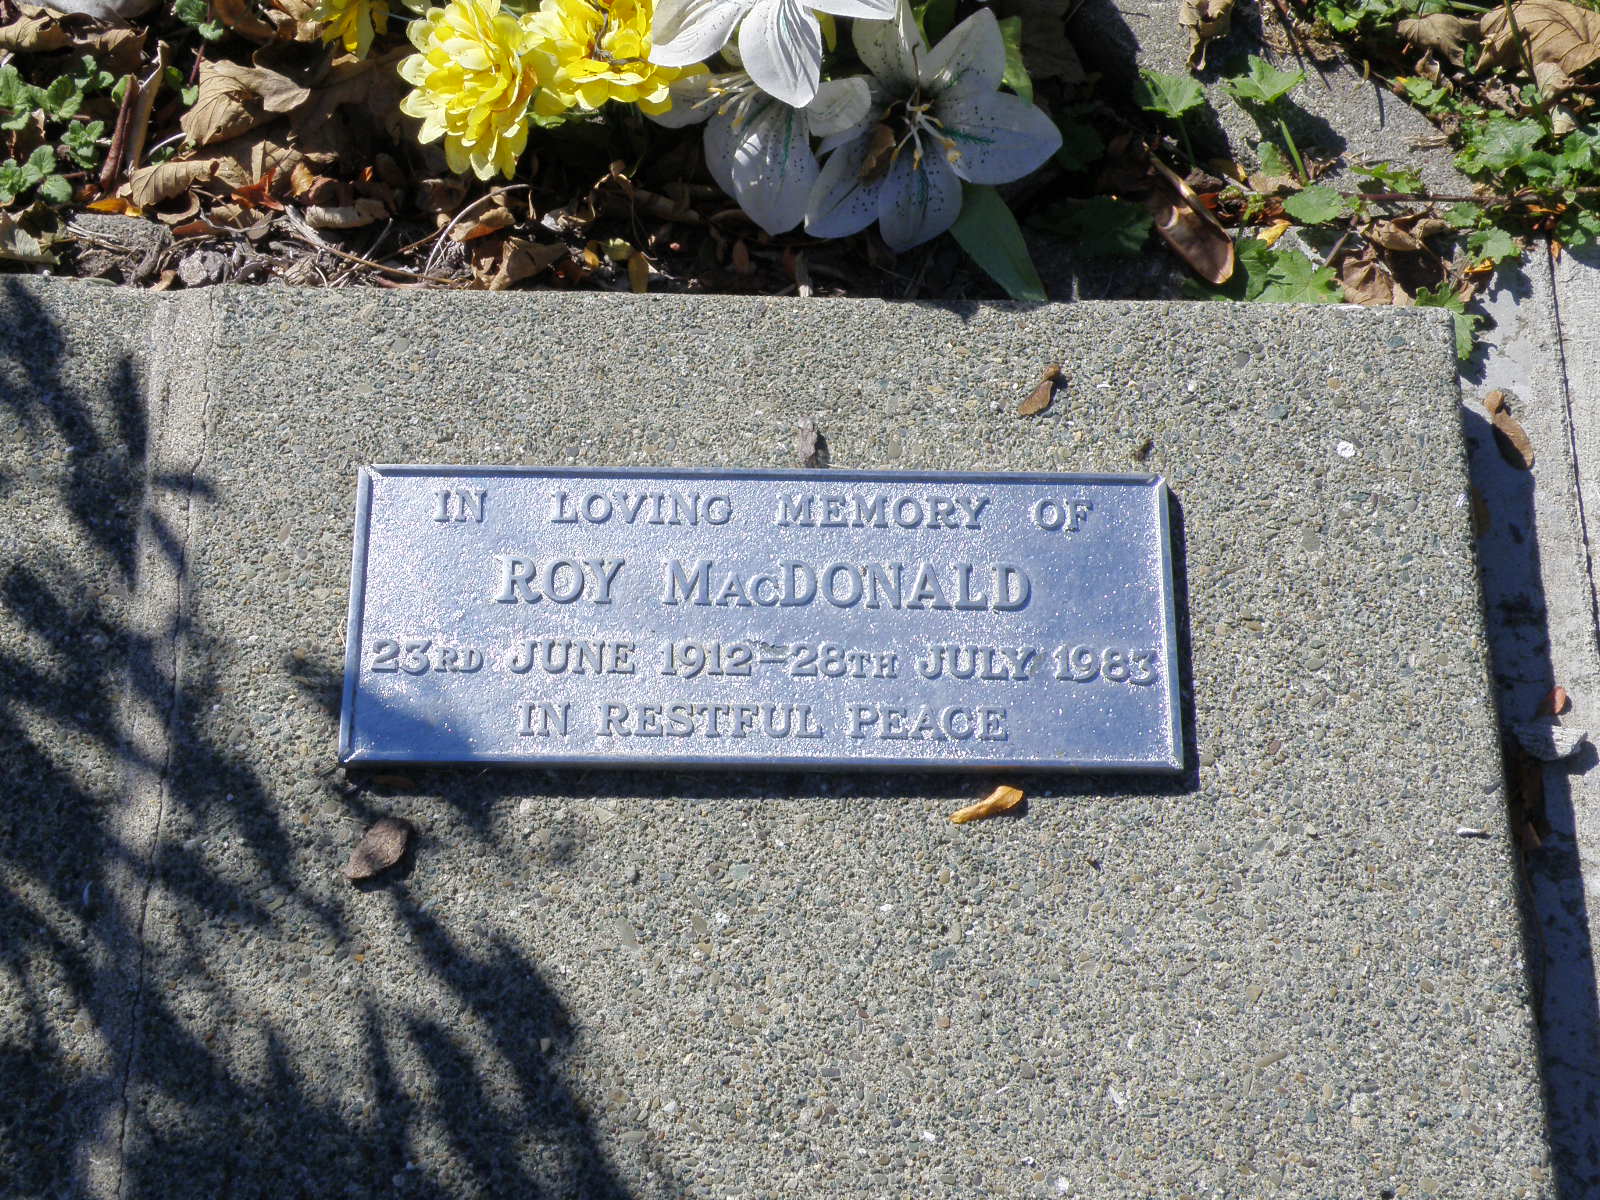 IN LOVING MEMORY OF
ROY MacDONALD
23RD JUNE 1912-28TH JULY 1983
IN RESTFUL PEACE